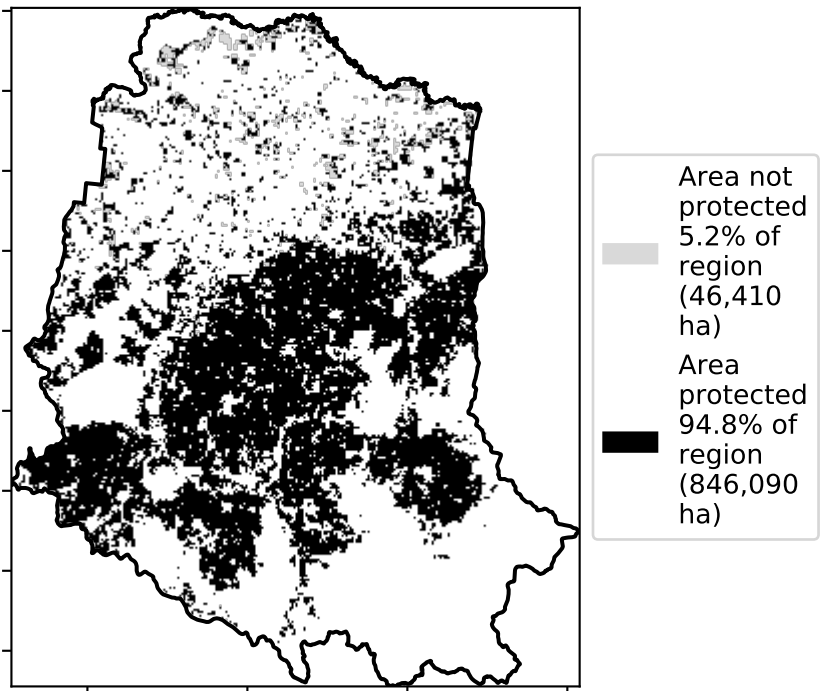 Area not
protected
5.2% of
region
(46,410
ha)
Area
protected
94.8% of
region
(846,090
ha)